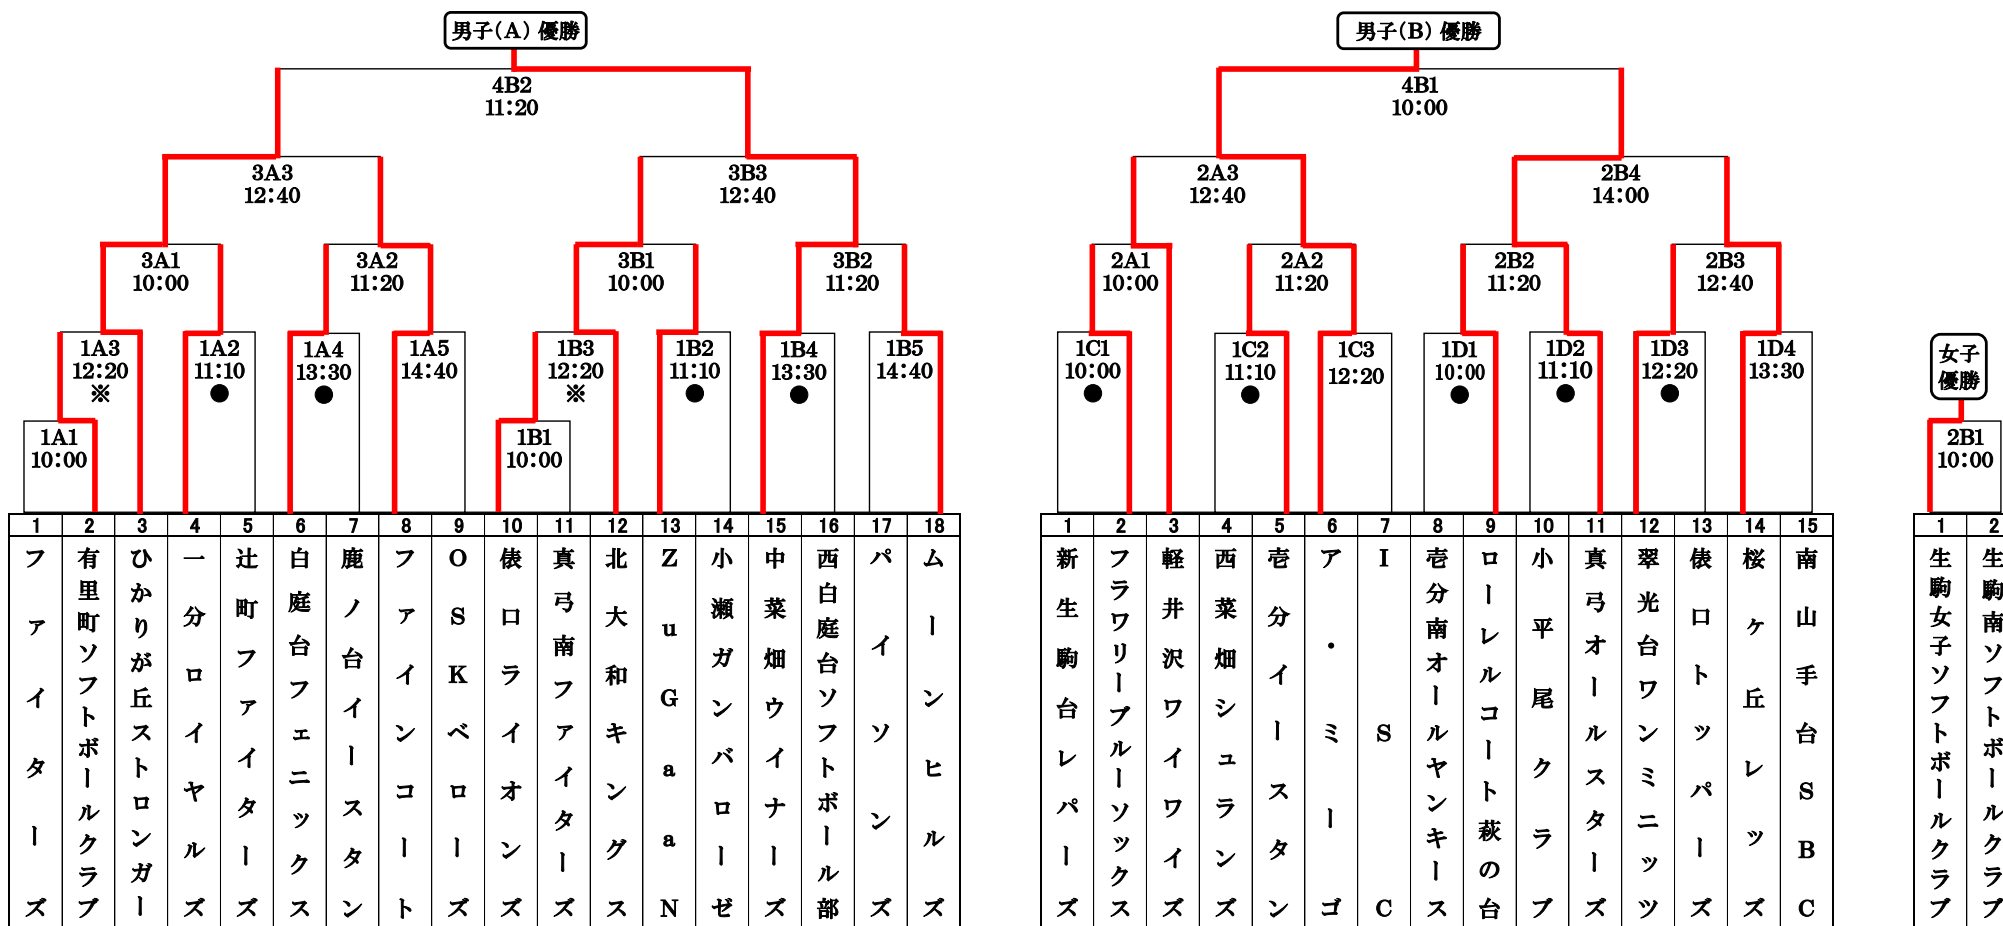 男子(A) 優勝
男子(B) 優勝
4B2
11:20
4B1
10:00
3A3
12:40
3B3
12:40
2A3
12:40
2B4
14:00
3A1
10:00
3A2
11:20
3B1
10:00
3B2
11:20
2A1
10:00
2A2
11:20
2B2
11:20
2B3
12:40
1A3
12:20
※
1A2
11:10
●
1A4
13:30
●
1A5
14:40
1B3
12:20
※
1B2
11:10
●
1B4
13:30
●
1B5
14:40
1C1
10:00
●
1C2
11:10
●
1C3
12:20
1D1
10:00
●
1D2
11:10
●
1D3
12:20
●
1D4
13:30
女子
優勝
1A1
10:00
1B1
10:00
2B1
10:00
1 2 3 4 5 6 7 8 9 10 11 12 13 14 15 16 17 18
ファイターズ
有里町ソフトボールクラブ
ひかりが丘ストロンガー
一分ロイヤルズ
辻町ファイターズ
白庭台フェニックス
鹿ノ台イースタン
ファインコート
OSKベローズ
俵口ライオンズ
真弓南ファイターズ
北大和キングス
ZuGaaN
小瀬ガンバローゼ
中菜畑ウイナーズ
西白庭台ソフトボール部
パイソンズ
ムーンヒルズ
1 2 3 4 5 6 7 8 9 10 11 12 13 14 15
新生駒台レパーズ
フラワリーブルーソックス
軽井沢ワイワイズ
西菜畑シュランズ
壱分イースタン
ア・ミーゴ
ISC
壱分南オールヤンキース
ローレルコート萩の台
小平尾クラブ
真弓オールスターズ
翠光台ワンミニッツ
俵口トッパーズ
桜ヶ丘レッズ
南山手台SBC
1 2
生駒女子ソフトボールクラブ
生駒南ソフトボールクラブ